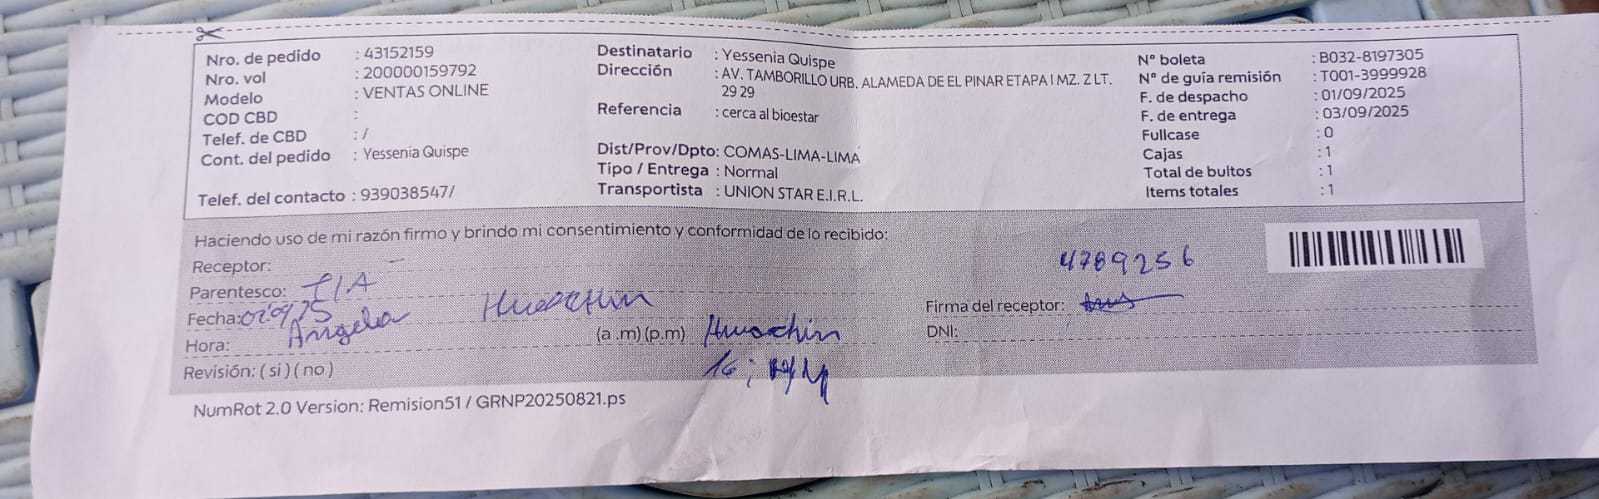 Nro. de pedido : 43152159
Nro. vol : 200000159792
Modelo : VENTAS ONLINE
COD CBD :
Telef. de CBD : /
Cont. del pedido : Yessenia Quispe
Telef. del contacto : 939038547/
Destinatario : Yessenia Quispe
Dirección : AV. TAMBORILLO URB. ALAMEDA DE EL PINAR ETAPA I MZ. Z LT.
29 29
Referencia : cerca al bioestar
Dist/Prov/Dpto: COMAS-LIMA-LIMA
Tipo / Entrega : Normal
Transportista : UNION STAR E.I.R.L.
N° boleta : B032-8197305
N° de guía remisión : T001-3999928
F. de despacho : 01/09/2025
F. de entrega : 03/09/2025
Fullcase : 0
Cajas : 1
Total de bultos : 1
Items totales : 1
Haciendo uso de mi razón firmo y brindo mi consentimiento y conformidad de lo recibido:
Receptor:
Parentesco: TIA
Fecha:
Angela Huachin
Hora: (a .m) (p.m) Huachin
Revisión: ( si ) ( no )
4789256
Firma del receptor:
DNI:
NumRot 2.0 Version: Remision51 / GRNP20250821.ps